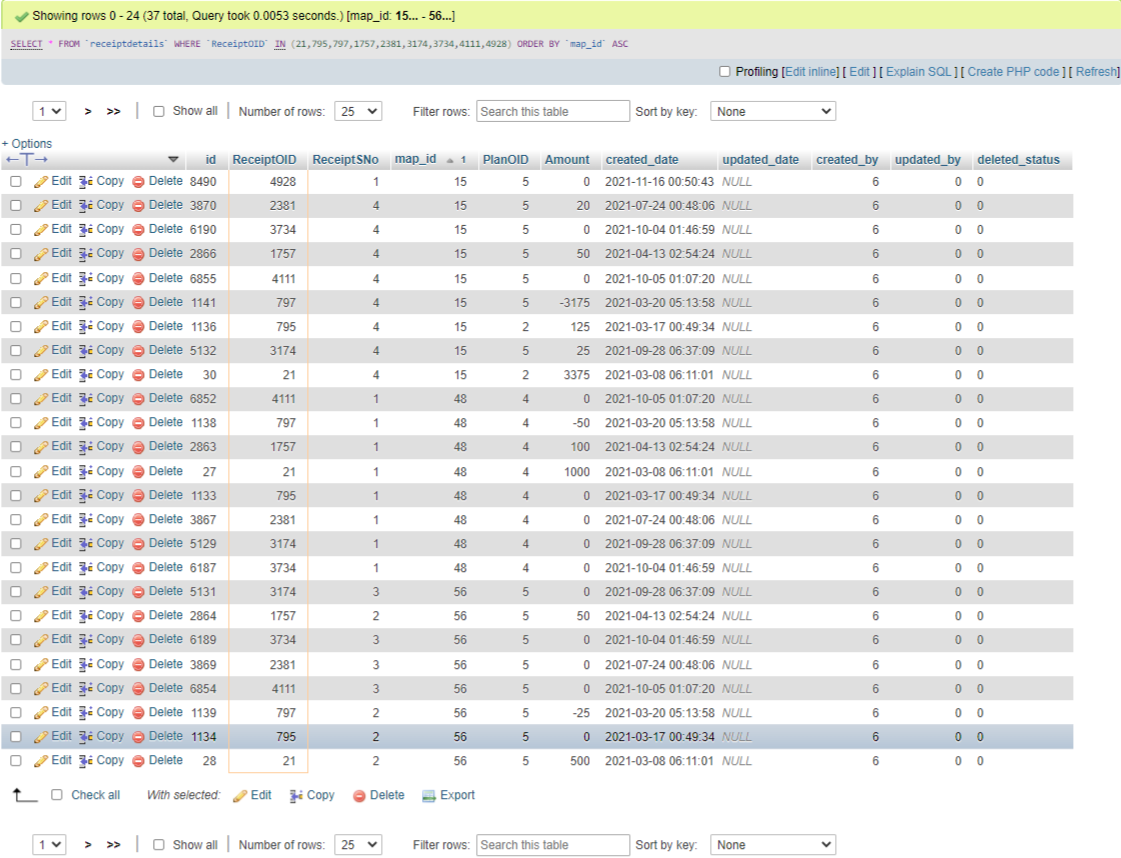 Showing rows 0 - 24 (37 total, Query took 0.0053 seconds.) [map_id: 15... - 56...]
SELECT * FROM `receiptdetails` WHERE `ReceiptOID` IN (21,795,797,1757,2381,3174,3734,4111,4928) ORDER BY `map_id` ASC
Profiling [Edit inline] [ Edit ] [ Explain SQL ] [ Create PHP code ] [ Refresh]
1 > >> Show all Number of rows: 25 Filter rows: Search this table Sort by key: None
+ Options
←T→ id ReceiptOID ReceiptSNo map_id 1 PlanOID Amount created_date updated_date created_by updated_by deleted_status
Edit Copy Delete 8490 4928 1 15 5 0 2021-11-16 00:50:43 NULL 6 0 0
Edit Copy Delete 3870 2381 4 15 5 20 2021-07-24 00:48:06 NULL 6 0 0
Edit Copy Delete 6190 3734 4 15 5 0 2021-10-04 01:46:59 NULL 6 0 0
Edit Copy Delete 2866 1757 4 15 5 50 2021-04-13 02:54:24 NULL 6 0 0
Edit Copy Delete 6855 4111 4 15 5 0 2021-10-05 01:07:20 NULL 6 0 0
Edit Copy Delete 1141 797 4 15 5 -3175 2021-03-20 05:13:58 NULL 6 0 0
Edit Copy Delete 1136 795 4 15 2 125 2021-03-17 00:49:34 NULL 6 0 0
Edit Copy Delete 5132 3174 4 15 5 25 2021-09-28 06:37:09 NULL 6 0 0
Edit Copy Delete 30 21 4 15 2 3375 2021-03-08 06:11:01 NULL 6 0 0
Edit Copy Delete 6852 4111 1 48 4 0 2021-10-05 01:07:20 NULL 6 0 0
Edit Copy Delete 1138 797 1 48 4 -50 2021-03-20 05:13:58 NULL 6 0 0
Edit Copy Delete 2863 1757 1 48 4 100 2021-04-13 02:54:24 NULL 6 0 0
Edit Copy Delete 27 21 1 48 4 1000 2021-03-08 06:11:01 NULL 6 0 0
Edit Copy Delete 1133 795 1 48 4 0 2021-03-17 00:49:34 NULL 6 0 0
Edit Copy Delete 3867 2381 1 48 4 0 2021-07-24 00:48:06 NULL 6 0 0
Edit Copy Delete 5129 3174 1 48 4 0 2021-09-28 06:37:09 NULL 6 0 0
Edit Copy Delete 6187 3734 1 48 4 0 2021-10-04 01:46:59 NULL 6 0 0
Edit Copy Delete 5131 3174 3 56 5 0 2021-09-28 06:37:09 NULL 6 0 0
Edit Copy Delete 2864 1757 2 56 5 50 2021-04-13 02:54:24 NULL 6 0 0
Edit Copy Delete 6189 3734 3 56 5 0 2021-10-04 01:46:59 NULL 6 0 0
Edit Copy Delete 3869 2381 3 56 5 0 2021-07-24 00:48:06 NULL 6 0 0
Edit Copy Delete 6854 4111 3 56 5 0 2021-10-05 01:07:20 NULL 6 0 0
Edit Copy Delete 1139 797 2 56 5 -25 2021-03-20 05:13:58 NULL 6 0 0
Edit Copy Delete 1134 795 2 56 5 0 2021-03-17 00:49:34 NULL 6 0 0
Edit Copy Delete 28 21 2 56 5 500 2021-03-08 06:11:01 NULL 6 0 0
Check all With selected: Edit Copy Delete Export
1 > >> Show all Number of rows: 25 Filter rows: Search this table Sort by key: None